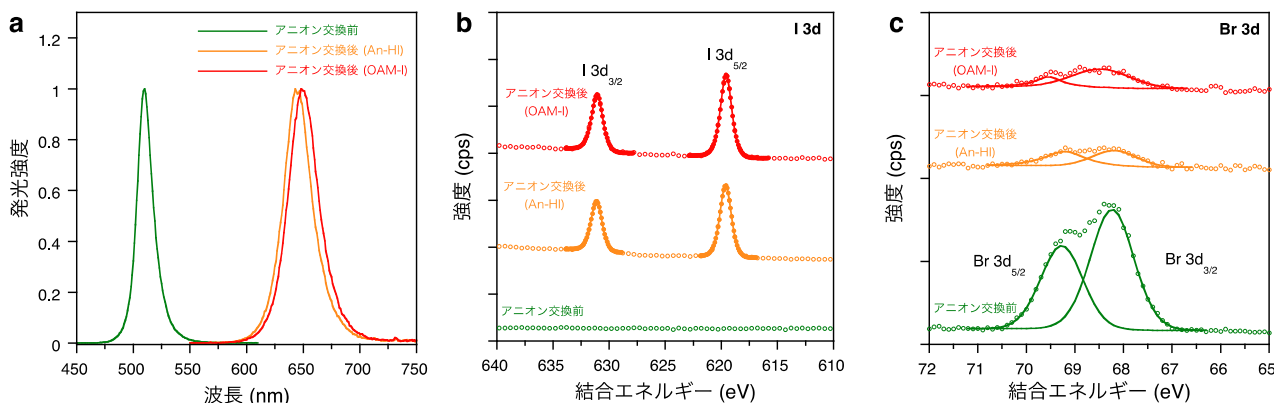 a
1.2
1
0.8
0.6
0.4
0.2
0
発光強度
アニオン交換前
アニオン交換後 (An-HI)
アニオン交換後 (OAM-I)
450 500 550 600 650 700 750
波長 (nm)
b
I 3d
I 3d3/2
I 3d5/2
アニオン交換後
(OAM-I)
アニオン交換後
(An-HI)
アニオン交換前
強度 (cps)
640 635 630 625 620 615 610
結合エネルギー (eV)
c
Br 3d
アニオン交換後
(OAM-I)
アニオン交換後
(An-HI)
Br 3d5/2
Br 3d3/2
アニオン交換前
強度 (cps)
72 71 70 69 68 67 66 65
結合エネルギー (eV)